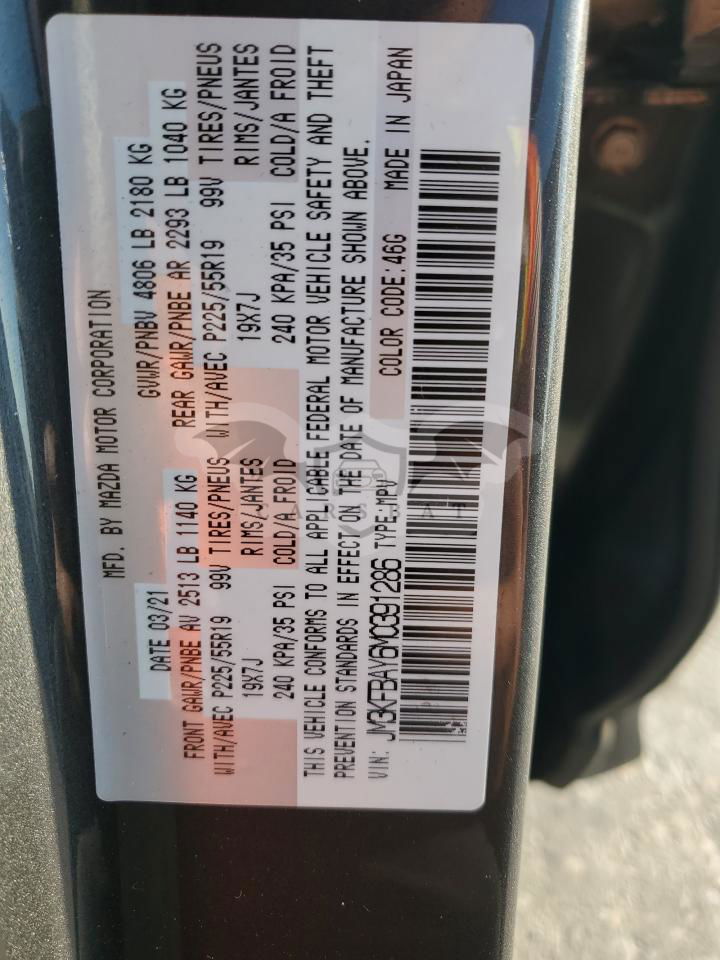 MFD. BY MAZDA MOTOR CORPORATION
DATE 03/21 GVWR/PNBV 4806 LB 2180 KG
FRONT GAWR/PNBE AV 2513 LB 1140 KG REAR GAWR/PNBE AR 2293 LB 1040 KG
WITH/AVEC P225/55R19 99V TIRES/PNEUS WITH/AVEC P225/55R19 99V TIRES/PNEUS
19X7J RIMS/JANTES 19X7J RIMS/JANTES
240 KPA/35 PSI COLD/A FROID 240 KPA/35 PSI COLD/A FROID
THIS VEHICLE CONFORMS TO ALL APPLICABLE FEDERAL MOTOR VEHICLE SAFETY AND THEFT
PREVENTION STANDARDS IN EFFECT ON THE DATE OF MANUFACTURE SHOWN ABOVE.
VIN: JM3KFBAY6M0391286 TYPE:MPV COLOR CODE:46G MADE IN JAPAN
CARSBAT